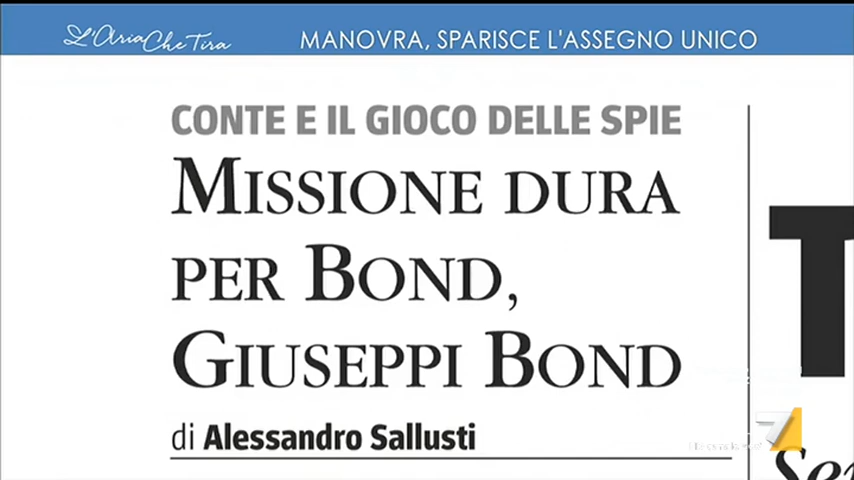 L'Aria Che Tira
MANOVRA, SPARISCE L'ASSEGNO UNICO
CONTE E IL GIOCO DELLE SPIE
MISSIONE DURA
PER BOND,
GIUSEPPI BOND
di Alessandro Sallusti
7